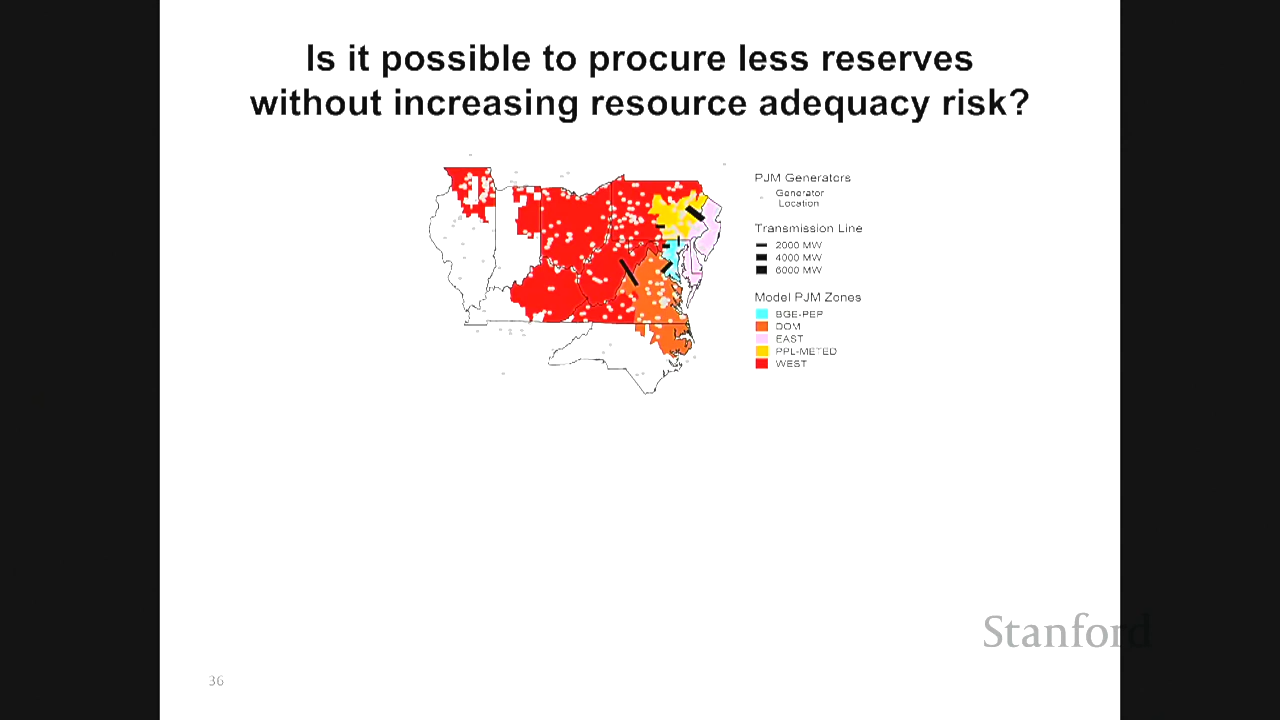 Is it possible to procure less reserves
without increasing resource adequacy risk?
PJM Generators
Generator
Location
Transmission Line
2000 MW
4000 MW
6000 MW
Model PJM Zones
BGE-PEP
DOM
EAST
PPL-METED
WEST
Stanford
36